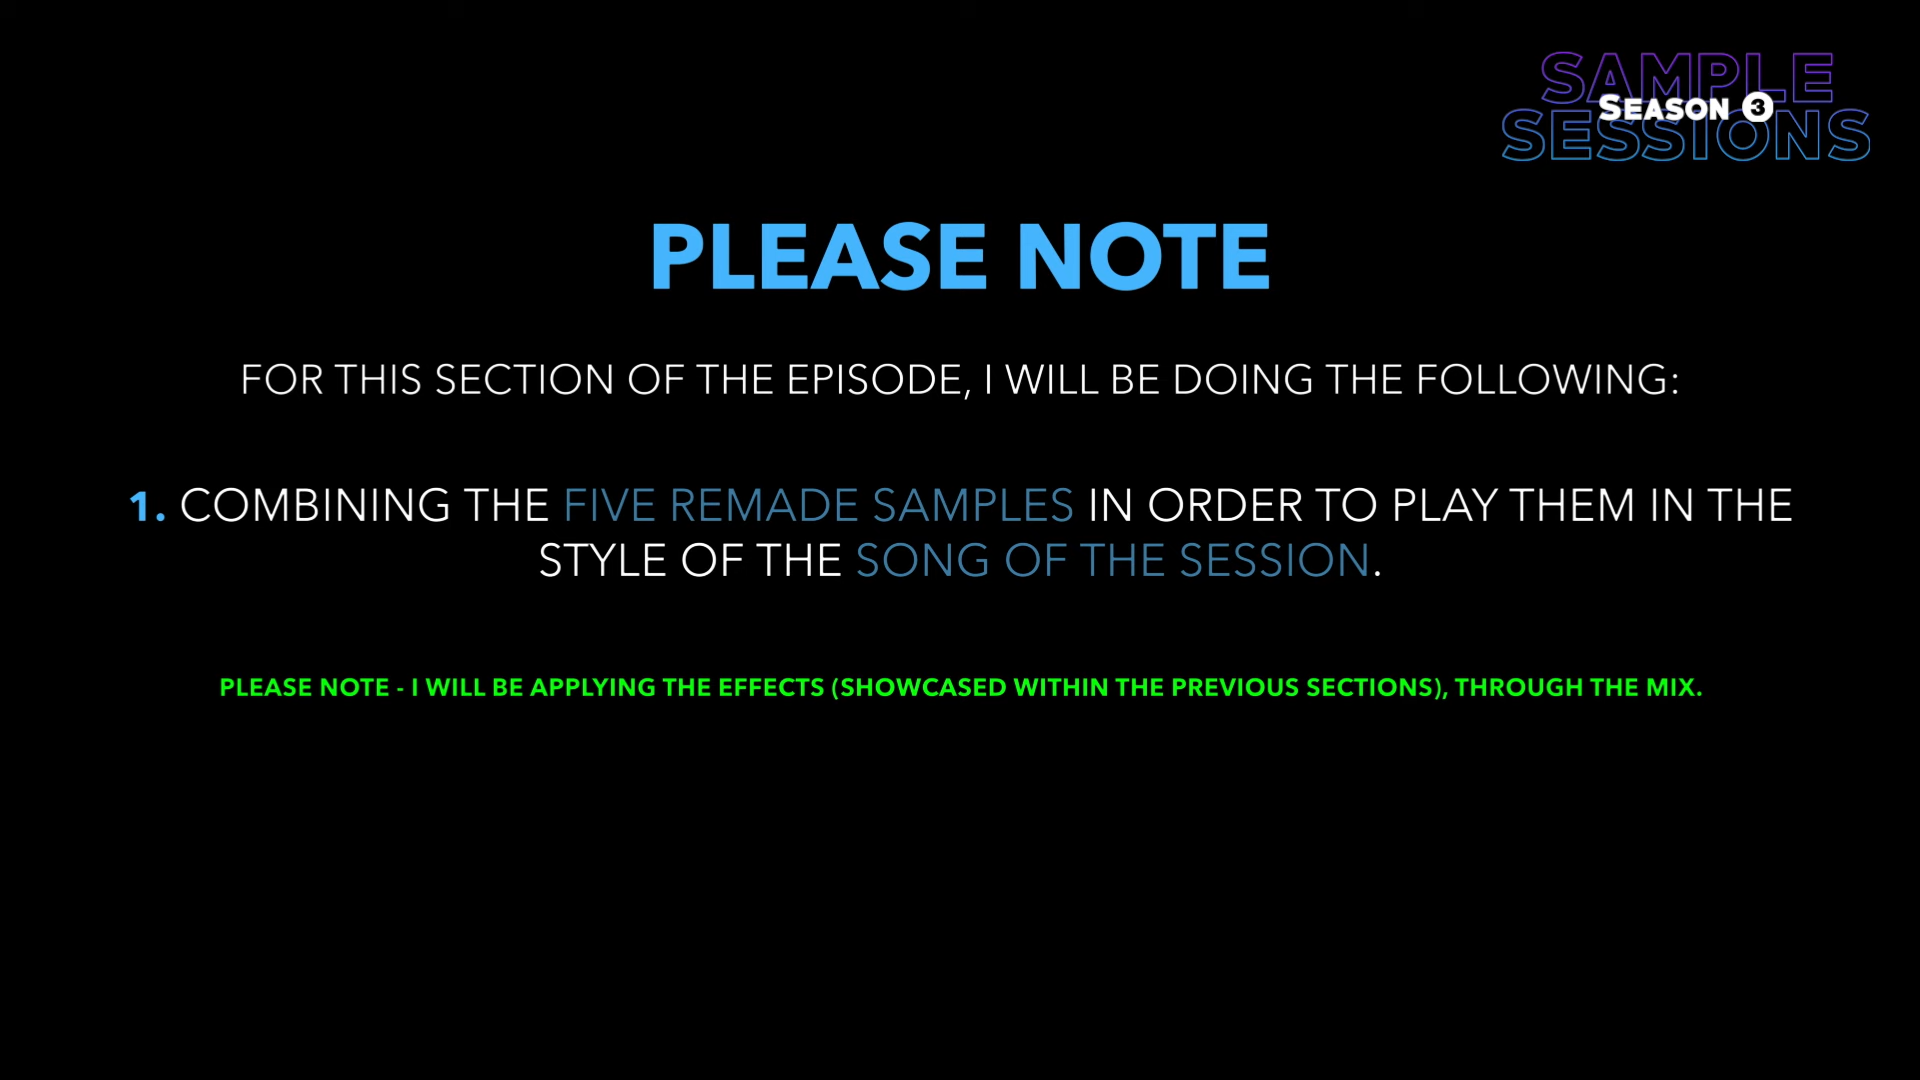 SAMPLE
SEASON 3
SESSIONS
PLEASE NOTE
FOR THIS SECTION OF THE EPISODE, I WILL BE DOING THE FOLLOWING:
1. COMBINING THE FIVE REMADE SAMPLES IN ORDER TO PLAY THEM IN THE
STYLE OF THE SONG OF THE SESSION.
PLEASE NOTE - I WILL BE APPLYING THE EFFECTS (SHOWCASED WITHIN THE PREVIOUS SECTIONS), THROUGH THE MIX.